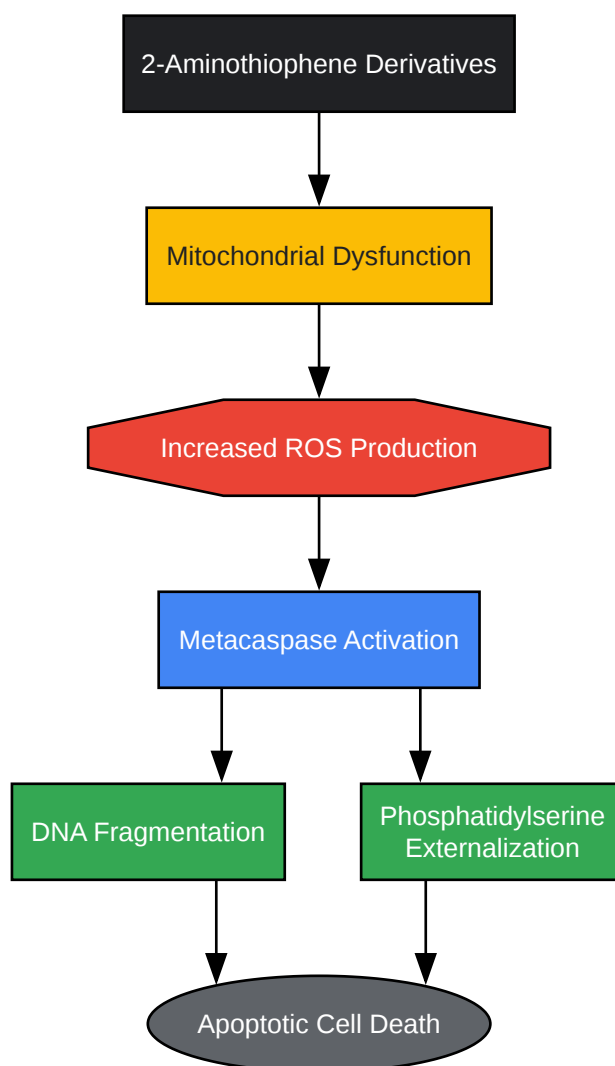 2-Aminothiophene Derivatives
Mitochondrial Dysfunction
Increased ROS Production
Metacaspase Activation
DNA Fragmentation
Phosphatidylserine
Externalization
Apoptotic Cell Death